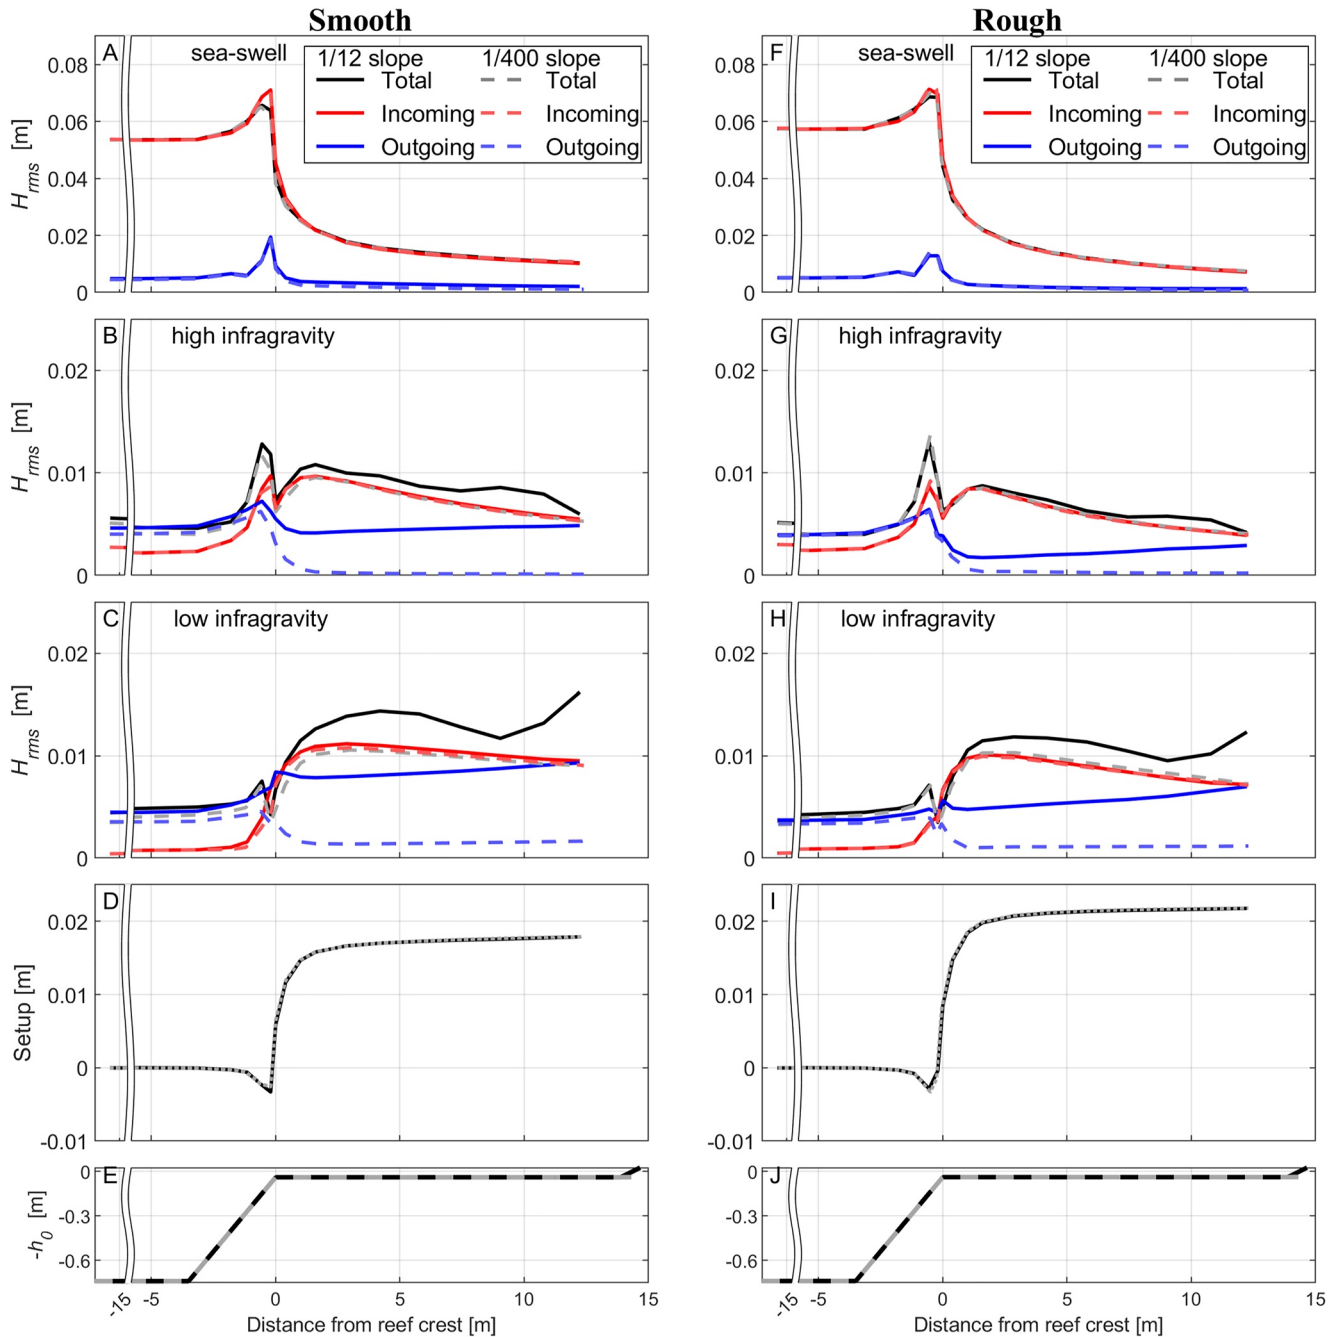 Smooth
Rough
A
sea-swell
1/12 slope
1/400 slope
Total
Total
Incoming
Incoming
Outgoing
Outgoing
0.08
0.06
0.04
0.02
0
Hrms [m]
F
sea-swell
1/12 slope
1/400 slope
Total
Total
Incoming
Incoming
Outgoing
Outgoing
0.08
0.06
0.04
0.02
0
B
high infragravity
0.02
0.01
0
Hrms [m]
G
high infragravity
0.02
0.01
0
C
low infragravity
0.02
0.01
0
Hrms [m]
H
low infragravity
0.02
0.01
0
D
0.02
0.01
0
-0.01
Setup [m]
I
0.02
0.01
0
-0.01
E
0
-0.3
-0.6
-h0 [m]
-15
-5
0
5
10
15
Distance from reef crest [m]
J
0
-0.3
-0.6
-15
-5
0
5
10
15
Distance from reef crest [m]